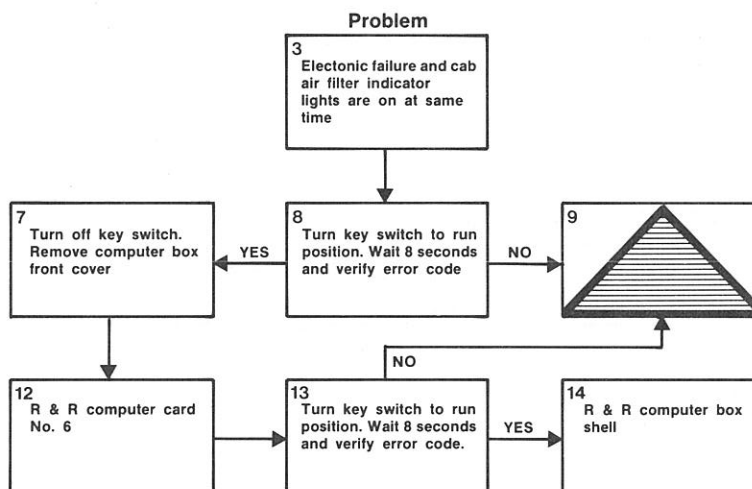 Problem
3
Electonic failure and cab
air filter indicator
lights are on at same
time
7
Turn off key switch.
Remove computer box
front cover
YES
8
Turn key switch to run
position. Wait 8 seconds
and verify error code
NO
9
NO
12
R & R computer card
No. 6
13
Turn key switch to run
position. Wait 8 seconds
and verify error code.
YES
14
R & R computer box
shell